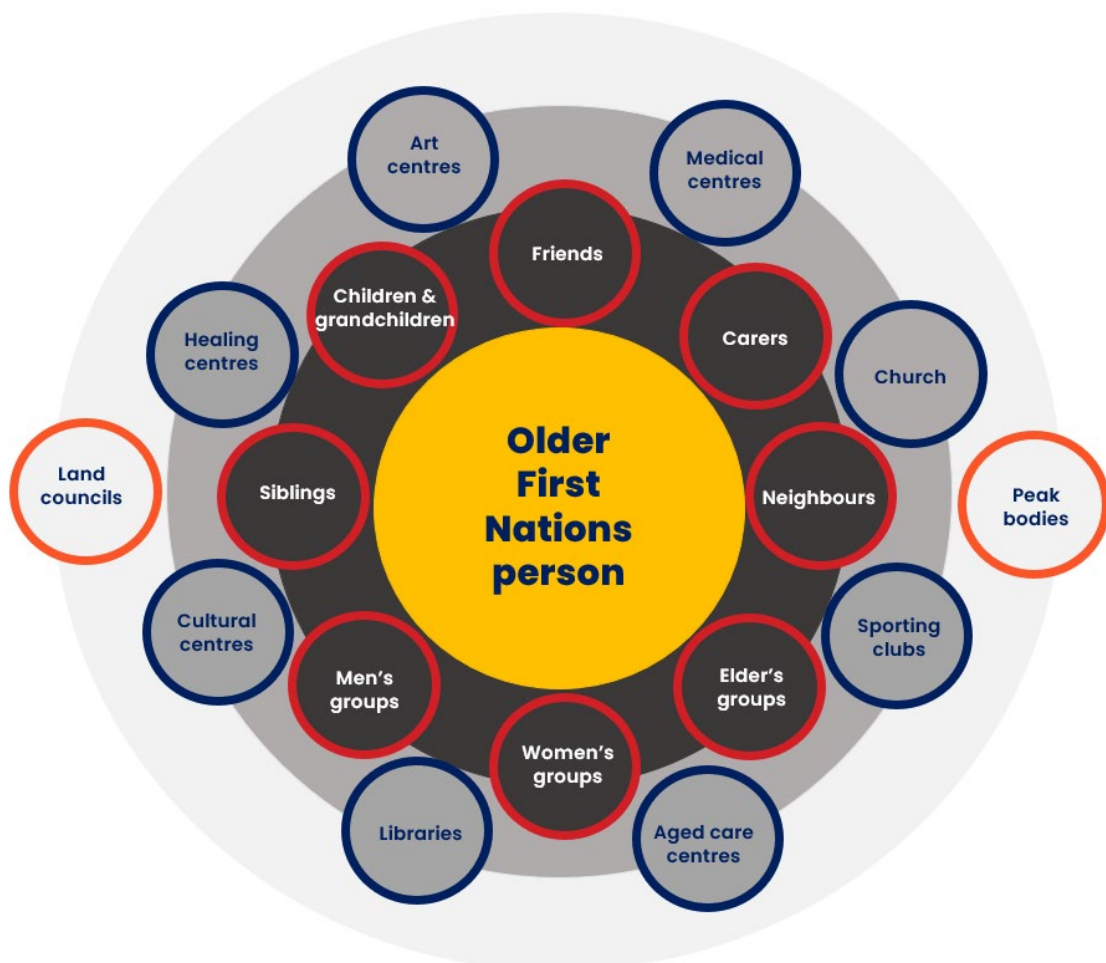 Art
centres
Medical
centres
Friends
Children &
grandchildren
Carers
Healing
centres
Church
Land
councils
Siblings
Older
First
Nations
person
Neighbours
Peak
bodies
Cultural
centres
Sporting
clubs
Men's
groups
Elder's
groups
Women's
groups
Libraries
Aged care
centres